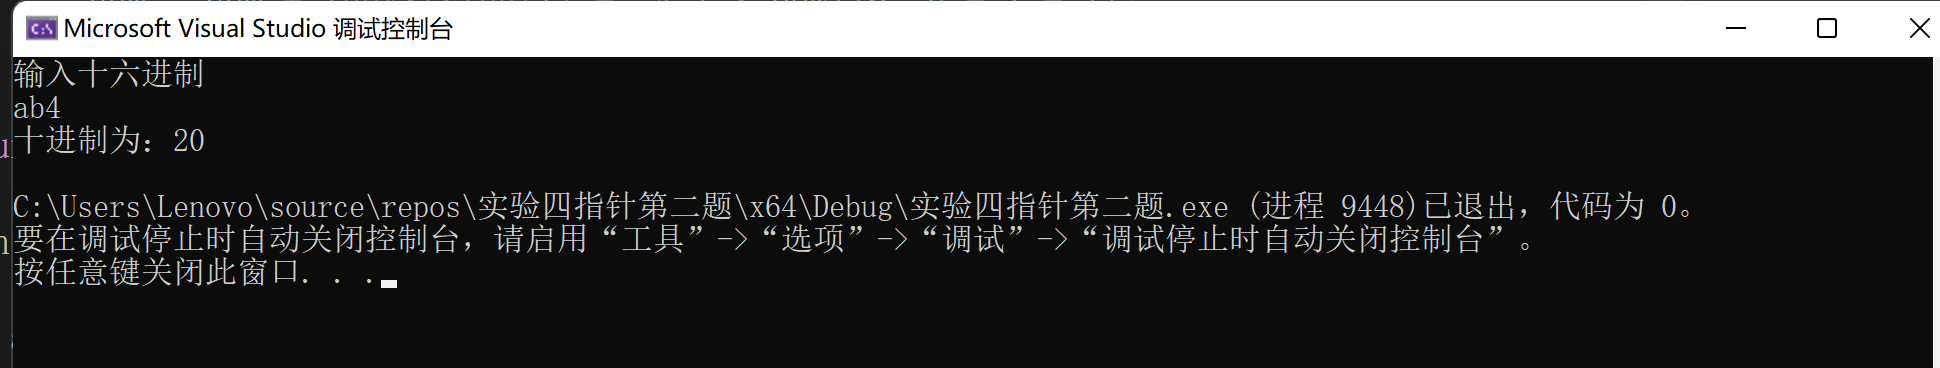 Microsoft Visual Studio 调试控制台
输入十六进制
ab4
十进制为：20
C:\Users\Lenovo\source\repos\实验四指针第二题\x64\Debug\实验四指针第二题.exe (进程 9448)已退出，代码为 0。
要在调试停止时自动关闭控制台，请启用“工具”->“选项”->“调试”->“调试停止时自动关闭控制台”。
按任意键关闭此窗口. . .